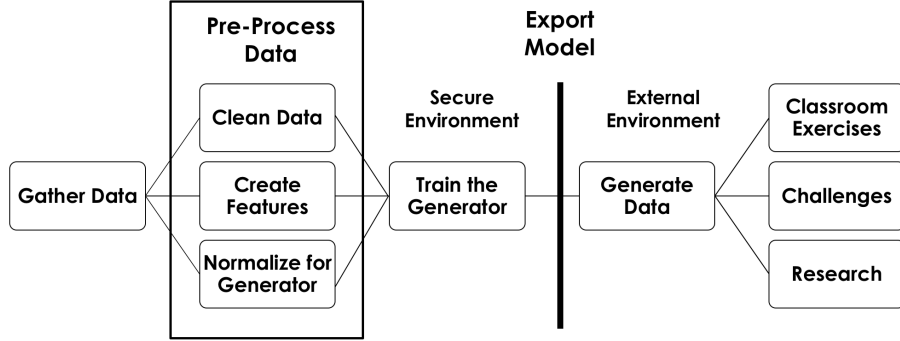 Pre-Process
Data
Export
Model
Gather Data
Clean Data
Create
Features
Normalize for
Generator
Secure
Environment
Train the
Generator
External
Environment
Generate
Data
Classroom
Exercises
Challenges
Research